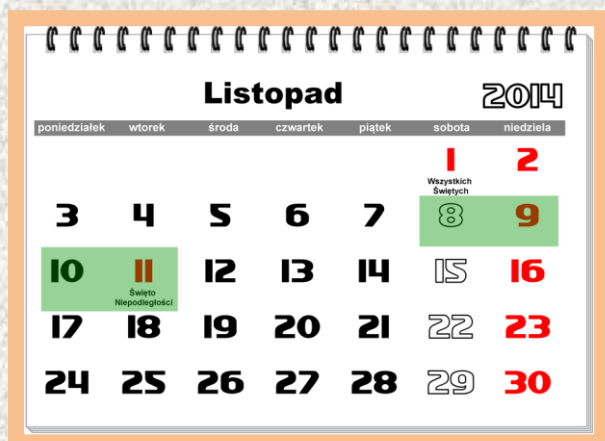 Listopad 2014
poniedziałek wtorek środa czwartek piątek sobota niedziela
1 2
Wszystkich
Świętych
3 4 5 6 7 8 9
10 11 12 13 14 15 16
Święto
Niepodległości
17 18 19 20 21 22 23
24 25 26 27 28 29 30